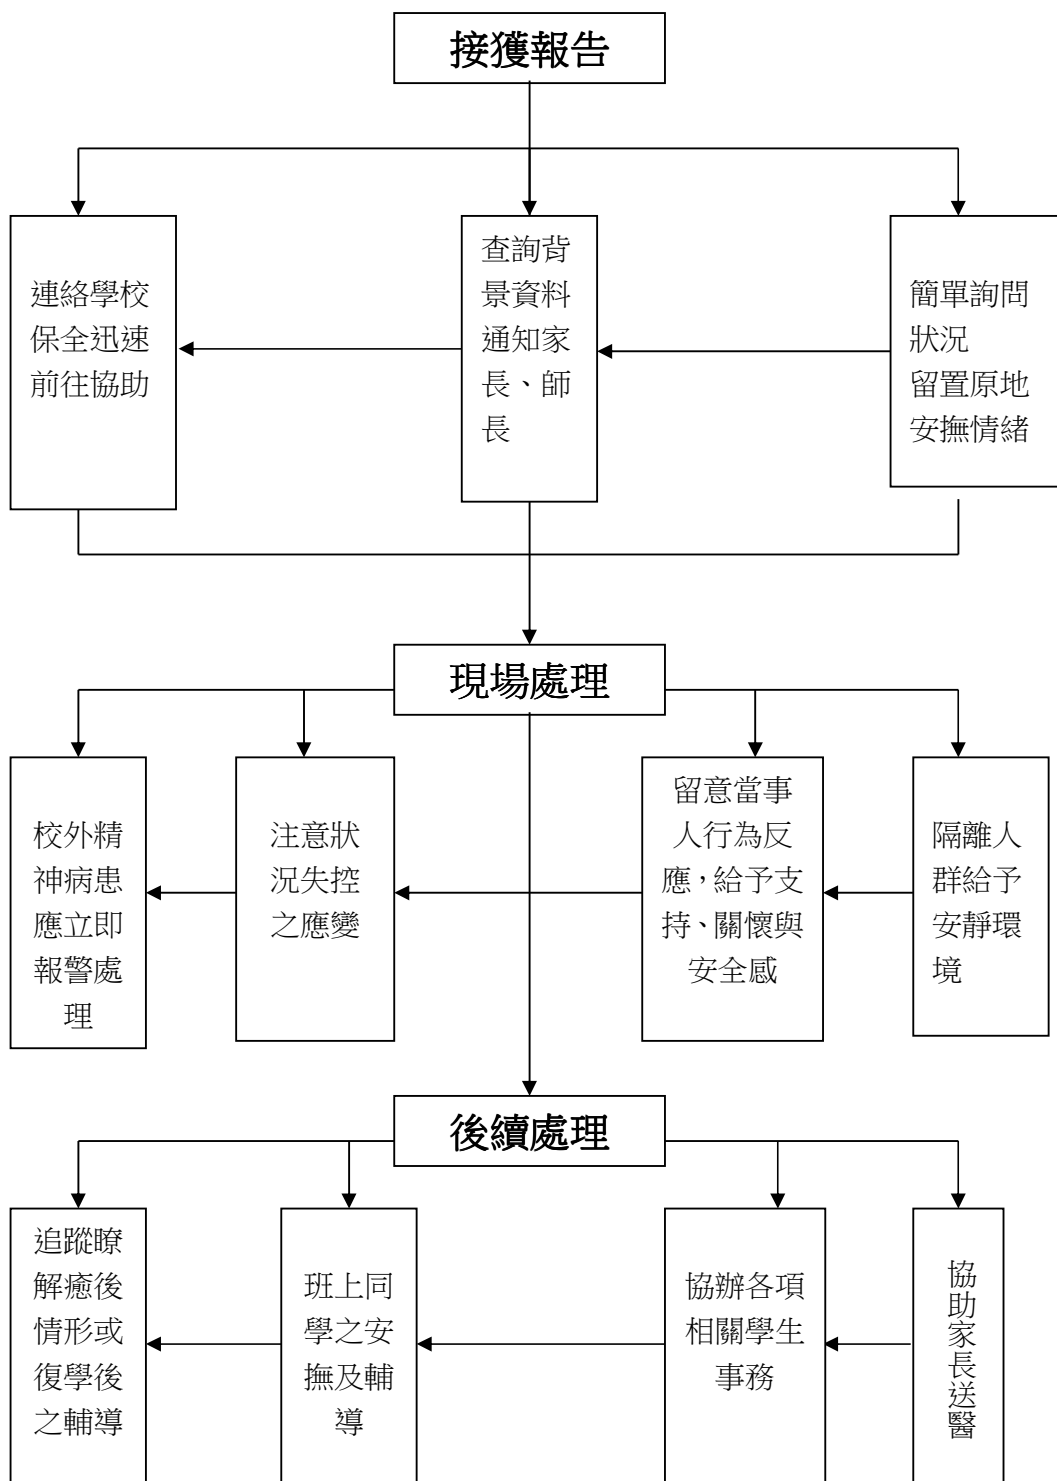 接獲報告
連絡學校
保全迅速
前往協助
查詢背
景資料
通知家
長、師
長
簡單詢問
狀況
留置原地
安撫情緒
現場處理
校外精
神病患
應立即
報警處
理
注意狀
況失控
之應變
留意當事
人行為反
應，給予支
持、關懷與
安全感
隔離人
群給予
安靜環
境
後續處理
追蹤瞭
解癒後
情形或
復學後
之輔導
班上同
學之安
撫及輔
導
協辦各項
相關學生
事務
協助家長送醫